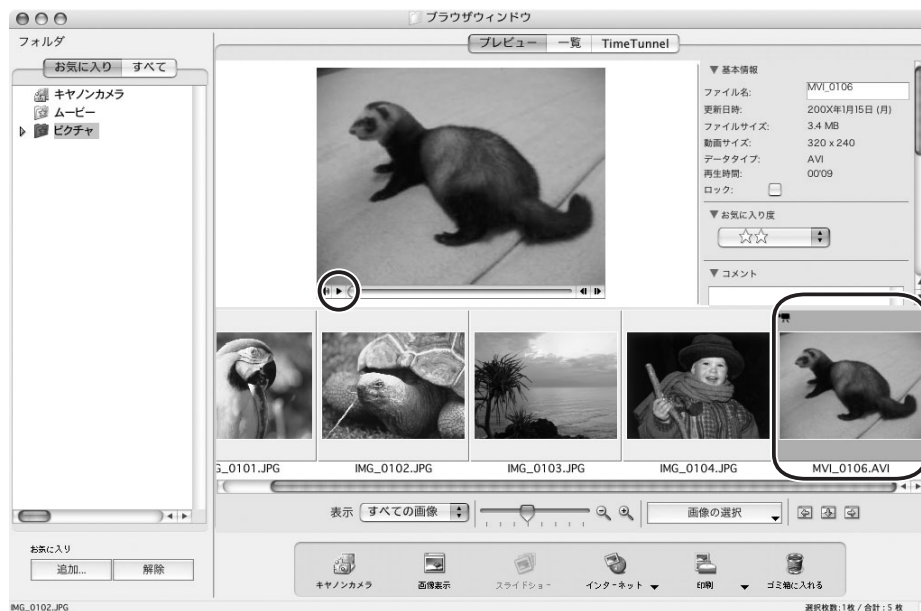 ブラウザウィンドウ
フォルダ
お気に入り すべて
キヤノンカメラ
ムービー
ピクチャ
プレビュー 一覧 TimeTunnel
▼ 基本情報
ファイル名: MVI_0106
更新日時: 200X年1月15日 (月)
ファイルサイズ: 3.4 MB
動画サイズ: 320 x 240
データタイプ: AVI
再生時間: 00'09
ロック:
▼ お気に入り度
☆☆
▼ コメント
G_0101.JPG IMG_0102.JPG IMG_0103.JPG IMG_0104.JPG MVI_0106.AVI
表示 すべての画像 画像の選択
お気に入り
追加... 解除
キヤノンカメラ 画像表示 スライドショー インターネット 印刷 ゴミ箱に入れる
IMG_0102.JPG 選択枚数:1枚 / 合計:5 枚